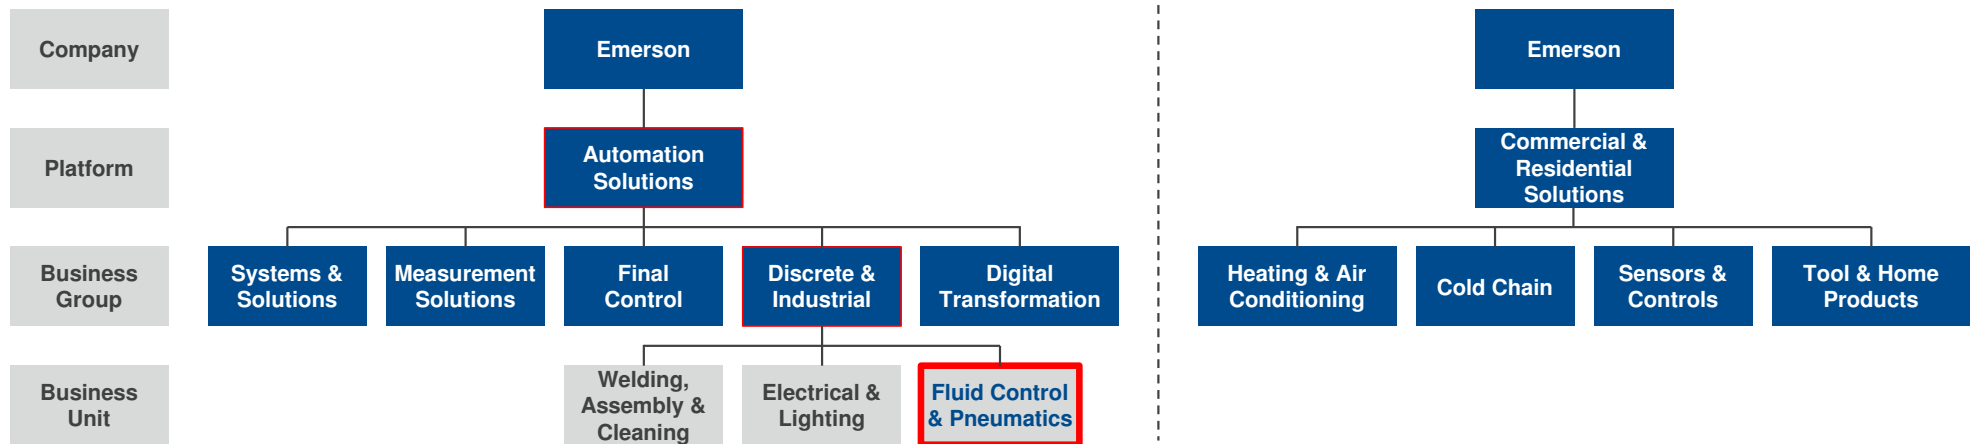 Company
Emerson
Emerson
Platform
Automation
Solutions
Commercial &
Residential
Solutions
Business
Group
Systems &
Solutions
Measurement
Solutions
Final
Control
Discrete &
Industrial
Digital
Transformation
Heating & Air
Conditioning
Cold Chain
Sensors &
Controls
Tool & Home
Products
Business
Unit
Welding,
Assembly &
Cleaning
Electrical &
Lighting
Fluid Control
& Pneumatics